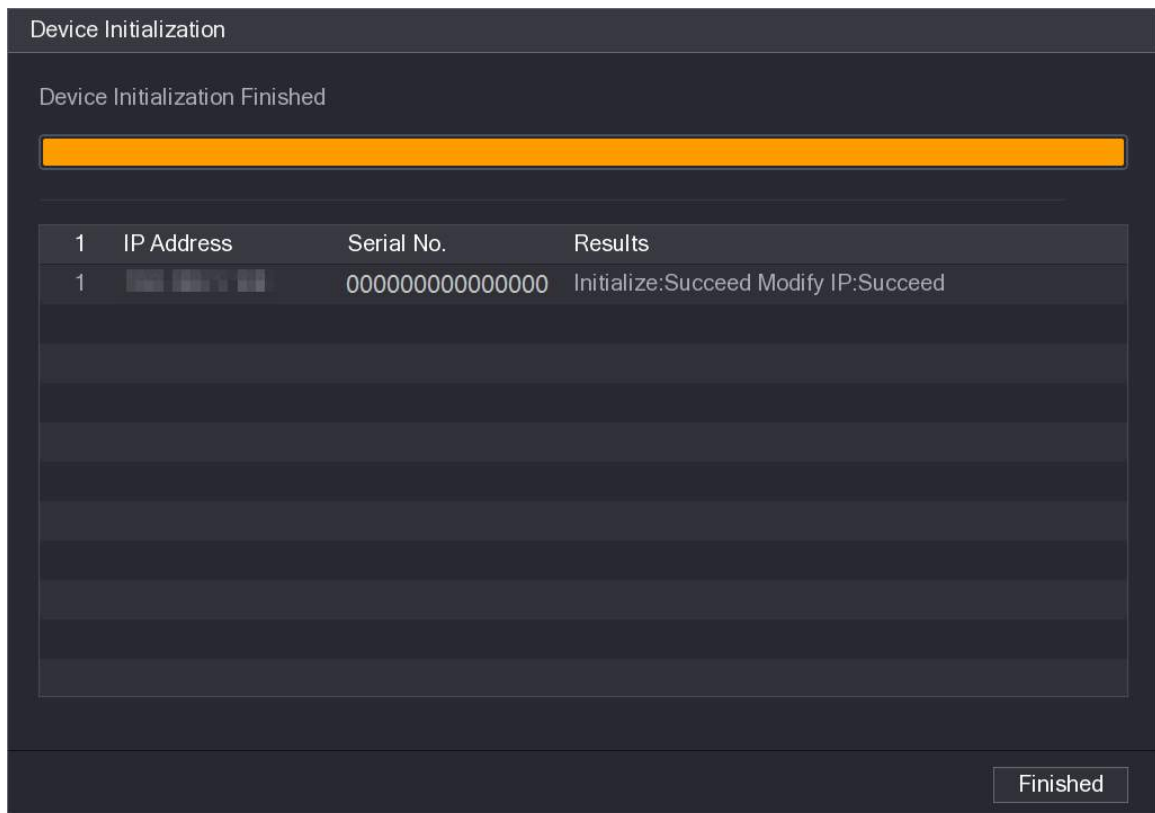 Device Initialization
Device Initialization Finished
1 IP Address Serial No. Results
1 000000000000000 Initialize:Succeed Modify IP:Succeed
Finished